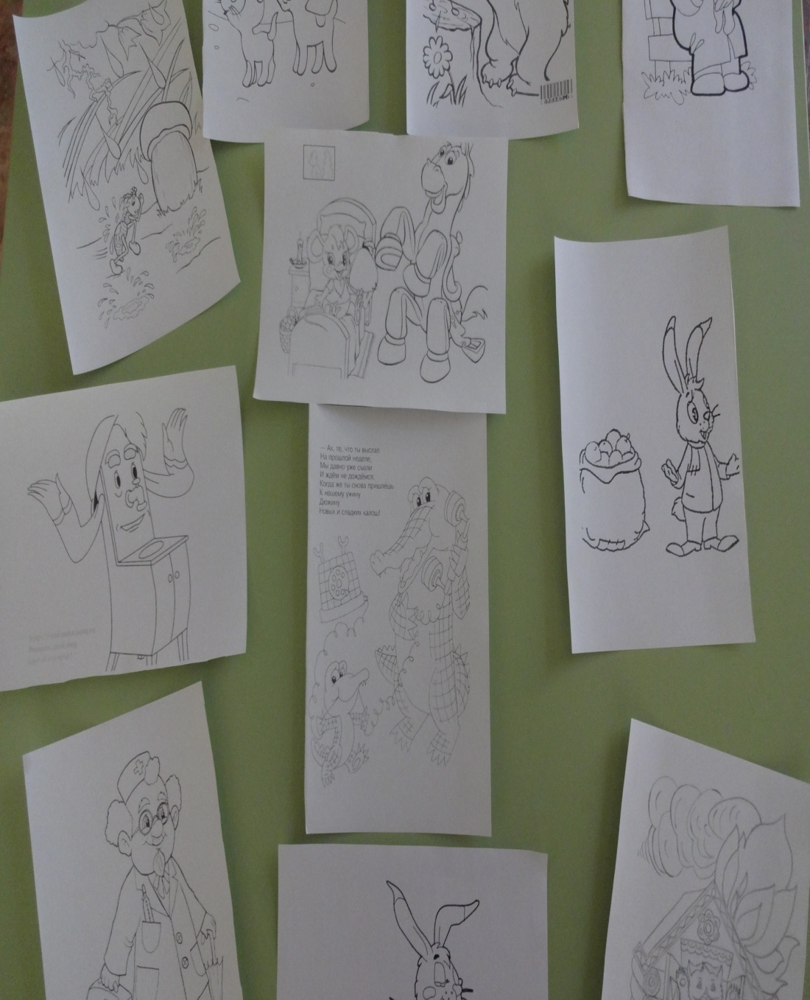 — Ах, те, что ты выслал
На прошлой неделе,
Мы давно уже съели
И ждём не дождёмся,
Когда же ты снова пришлёшь
К нашему ужину
Дюжину
Новых и сладких калош!